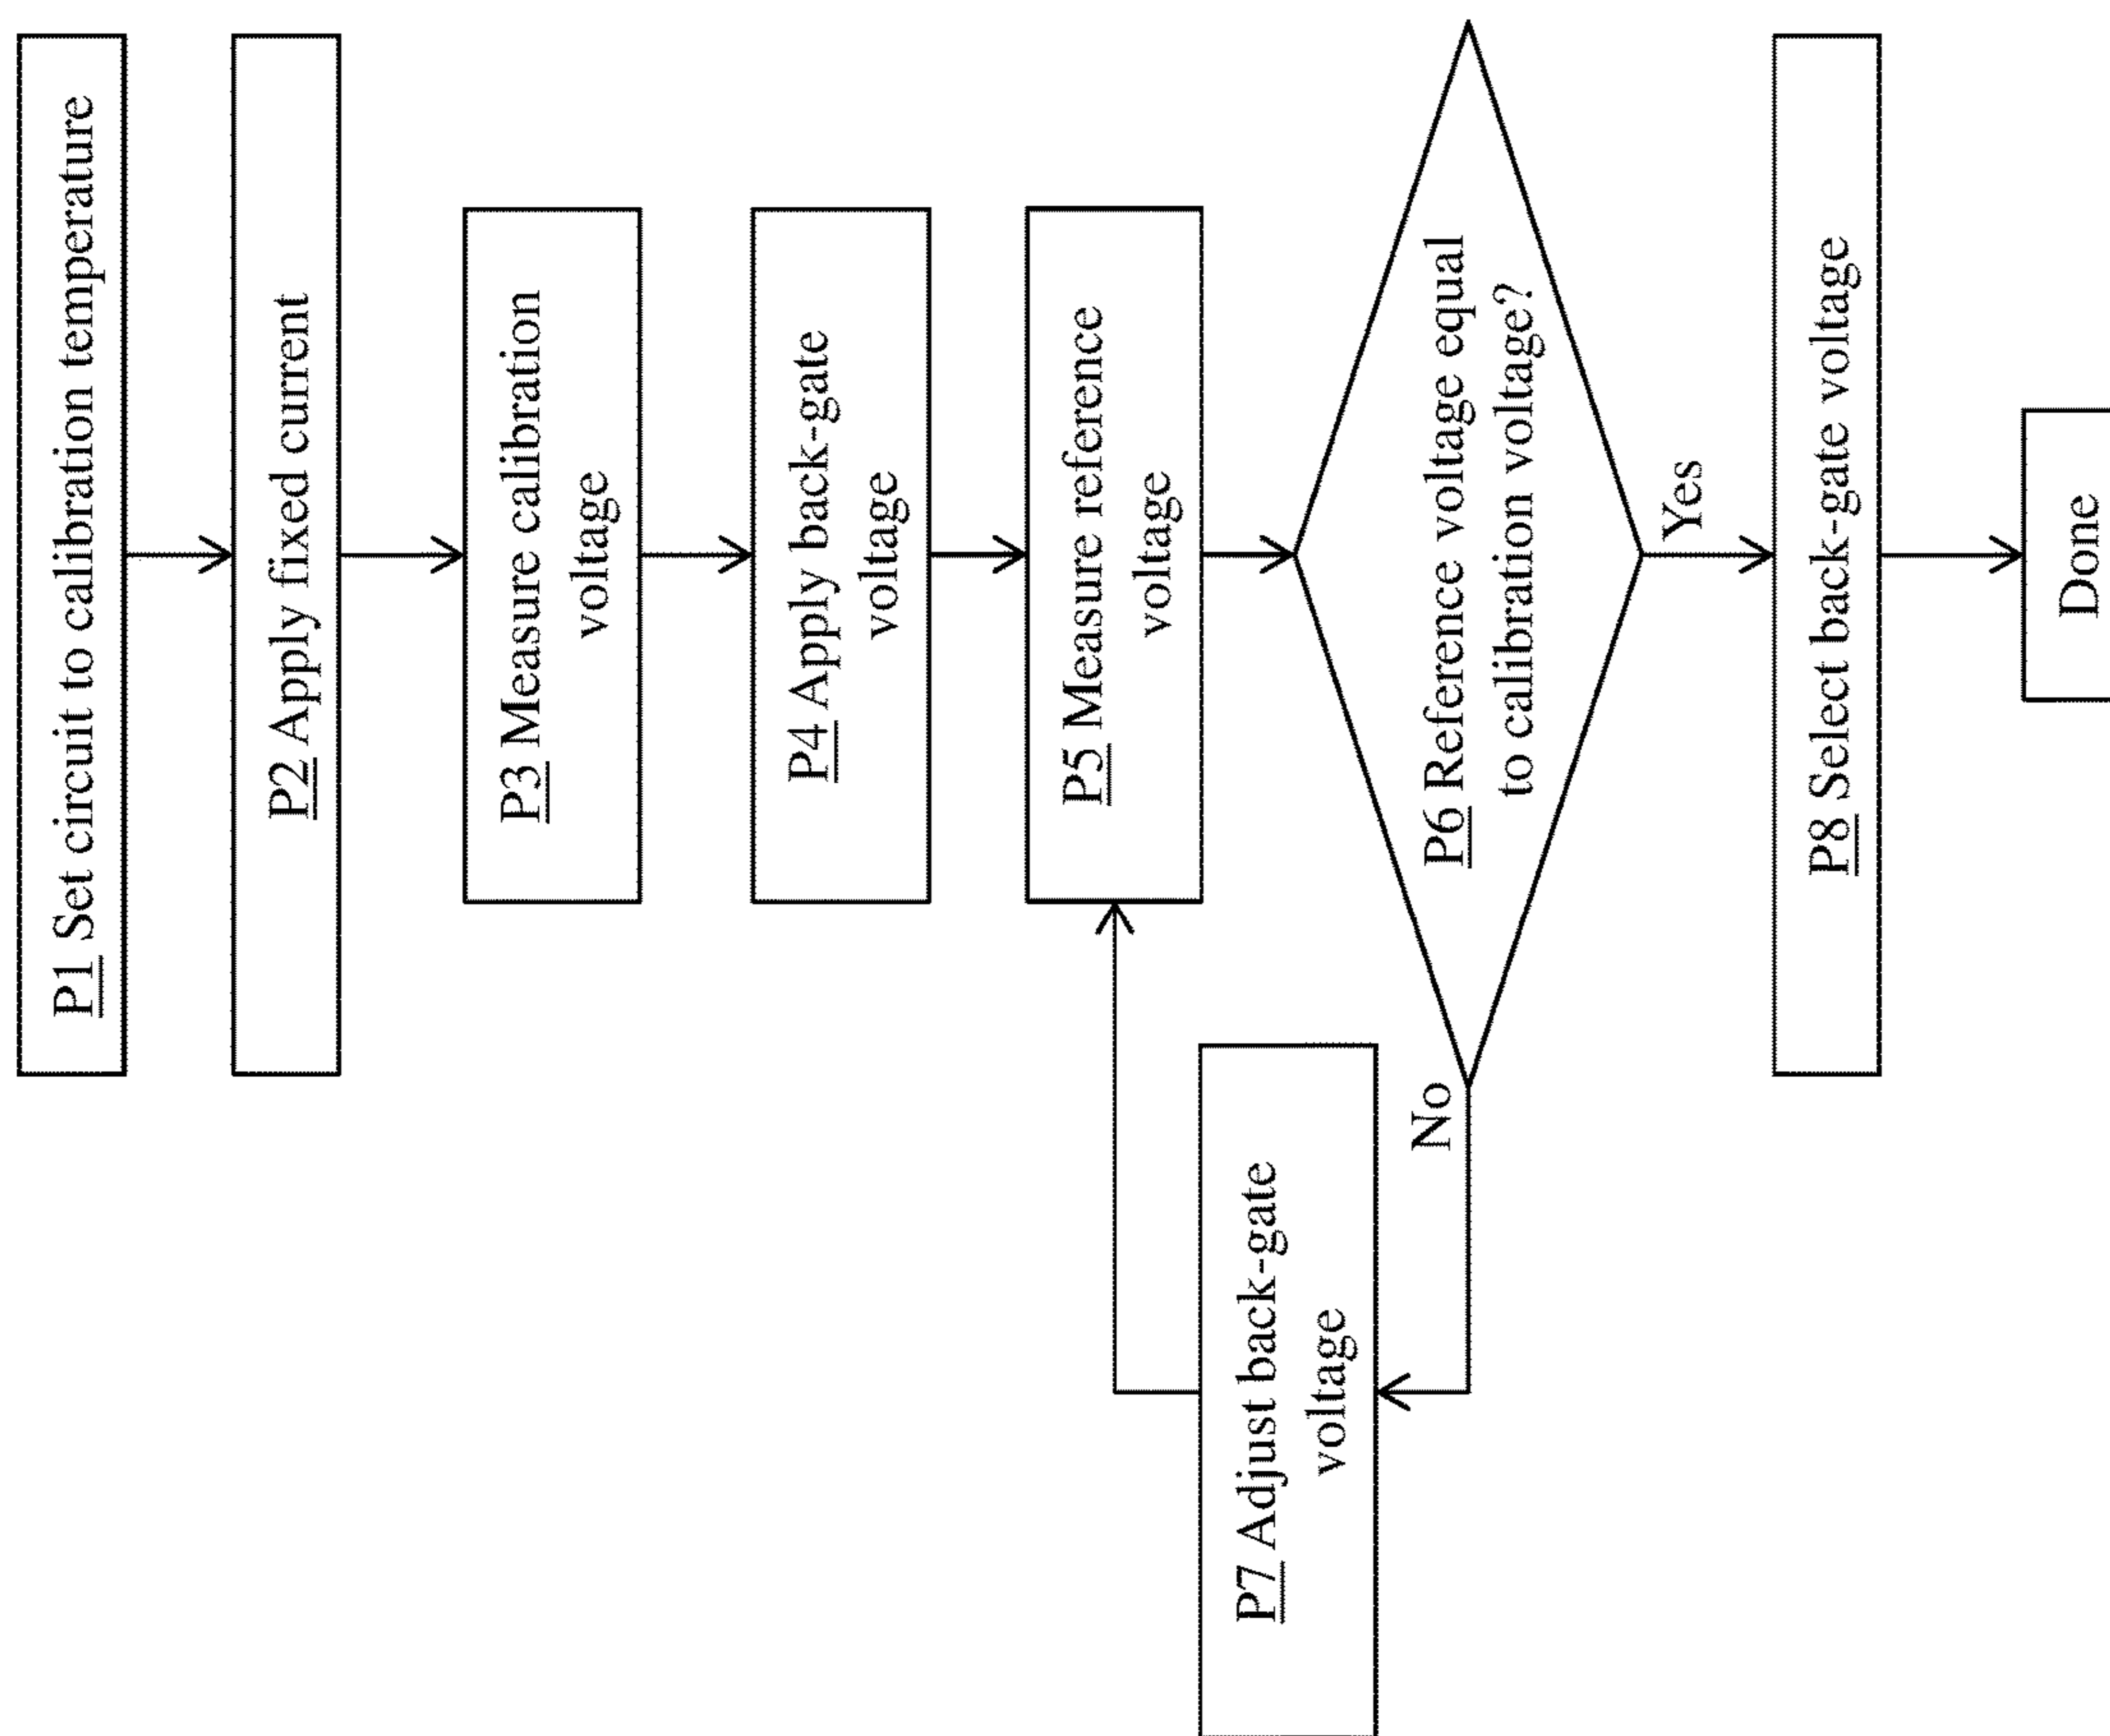 P1 Set circuit to calibration temperature
P2 Apply fixed current
P3 Measure calibration
voltage
P4 Apply back-gate
voltage
P5 Measure reference
voltage
P6 Reference voltage equal
to calibration voltage?
No
P7 Adjust back-gate
voltage
Yes
P8 Select back-gate voltage
Done